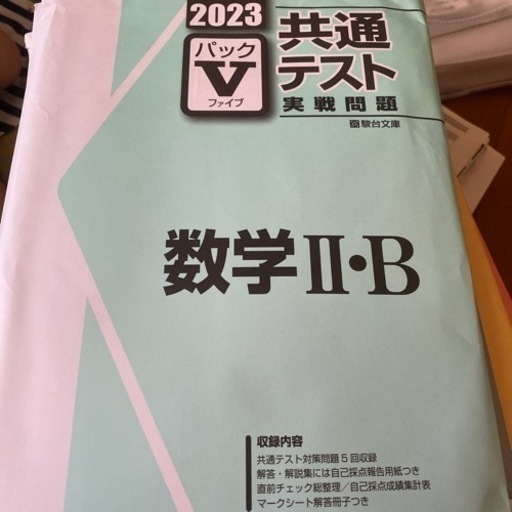 2023
パック
V
ファイブ
共通
テスト
実戦問題
駿台文庫
数学Ⅱ・B
収録内容
共通テスト対策問題5回収録
解答・解説集には自己採点報告用紙つき
直前チェック総整理/自己採点成績集計表
マークシート解答冊子つき